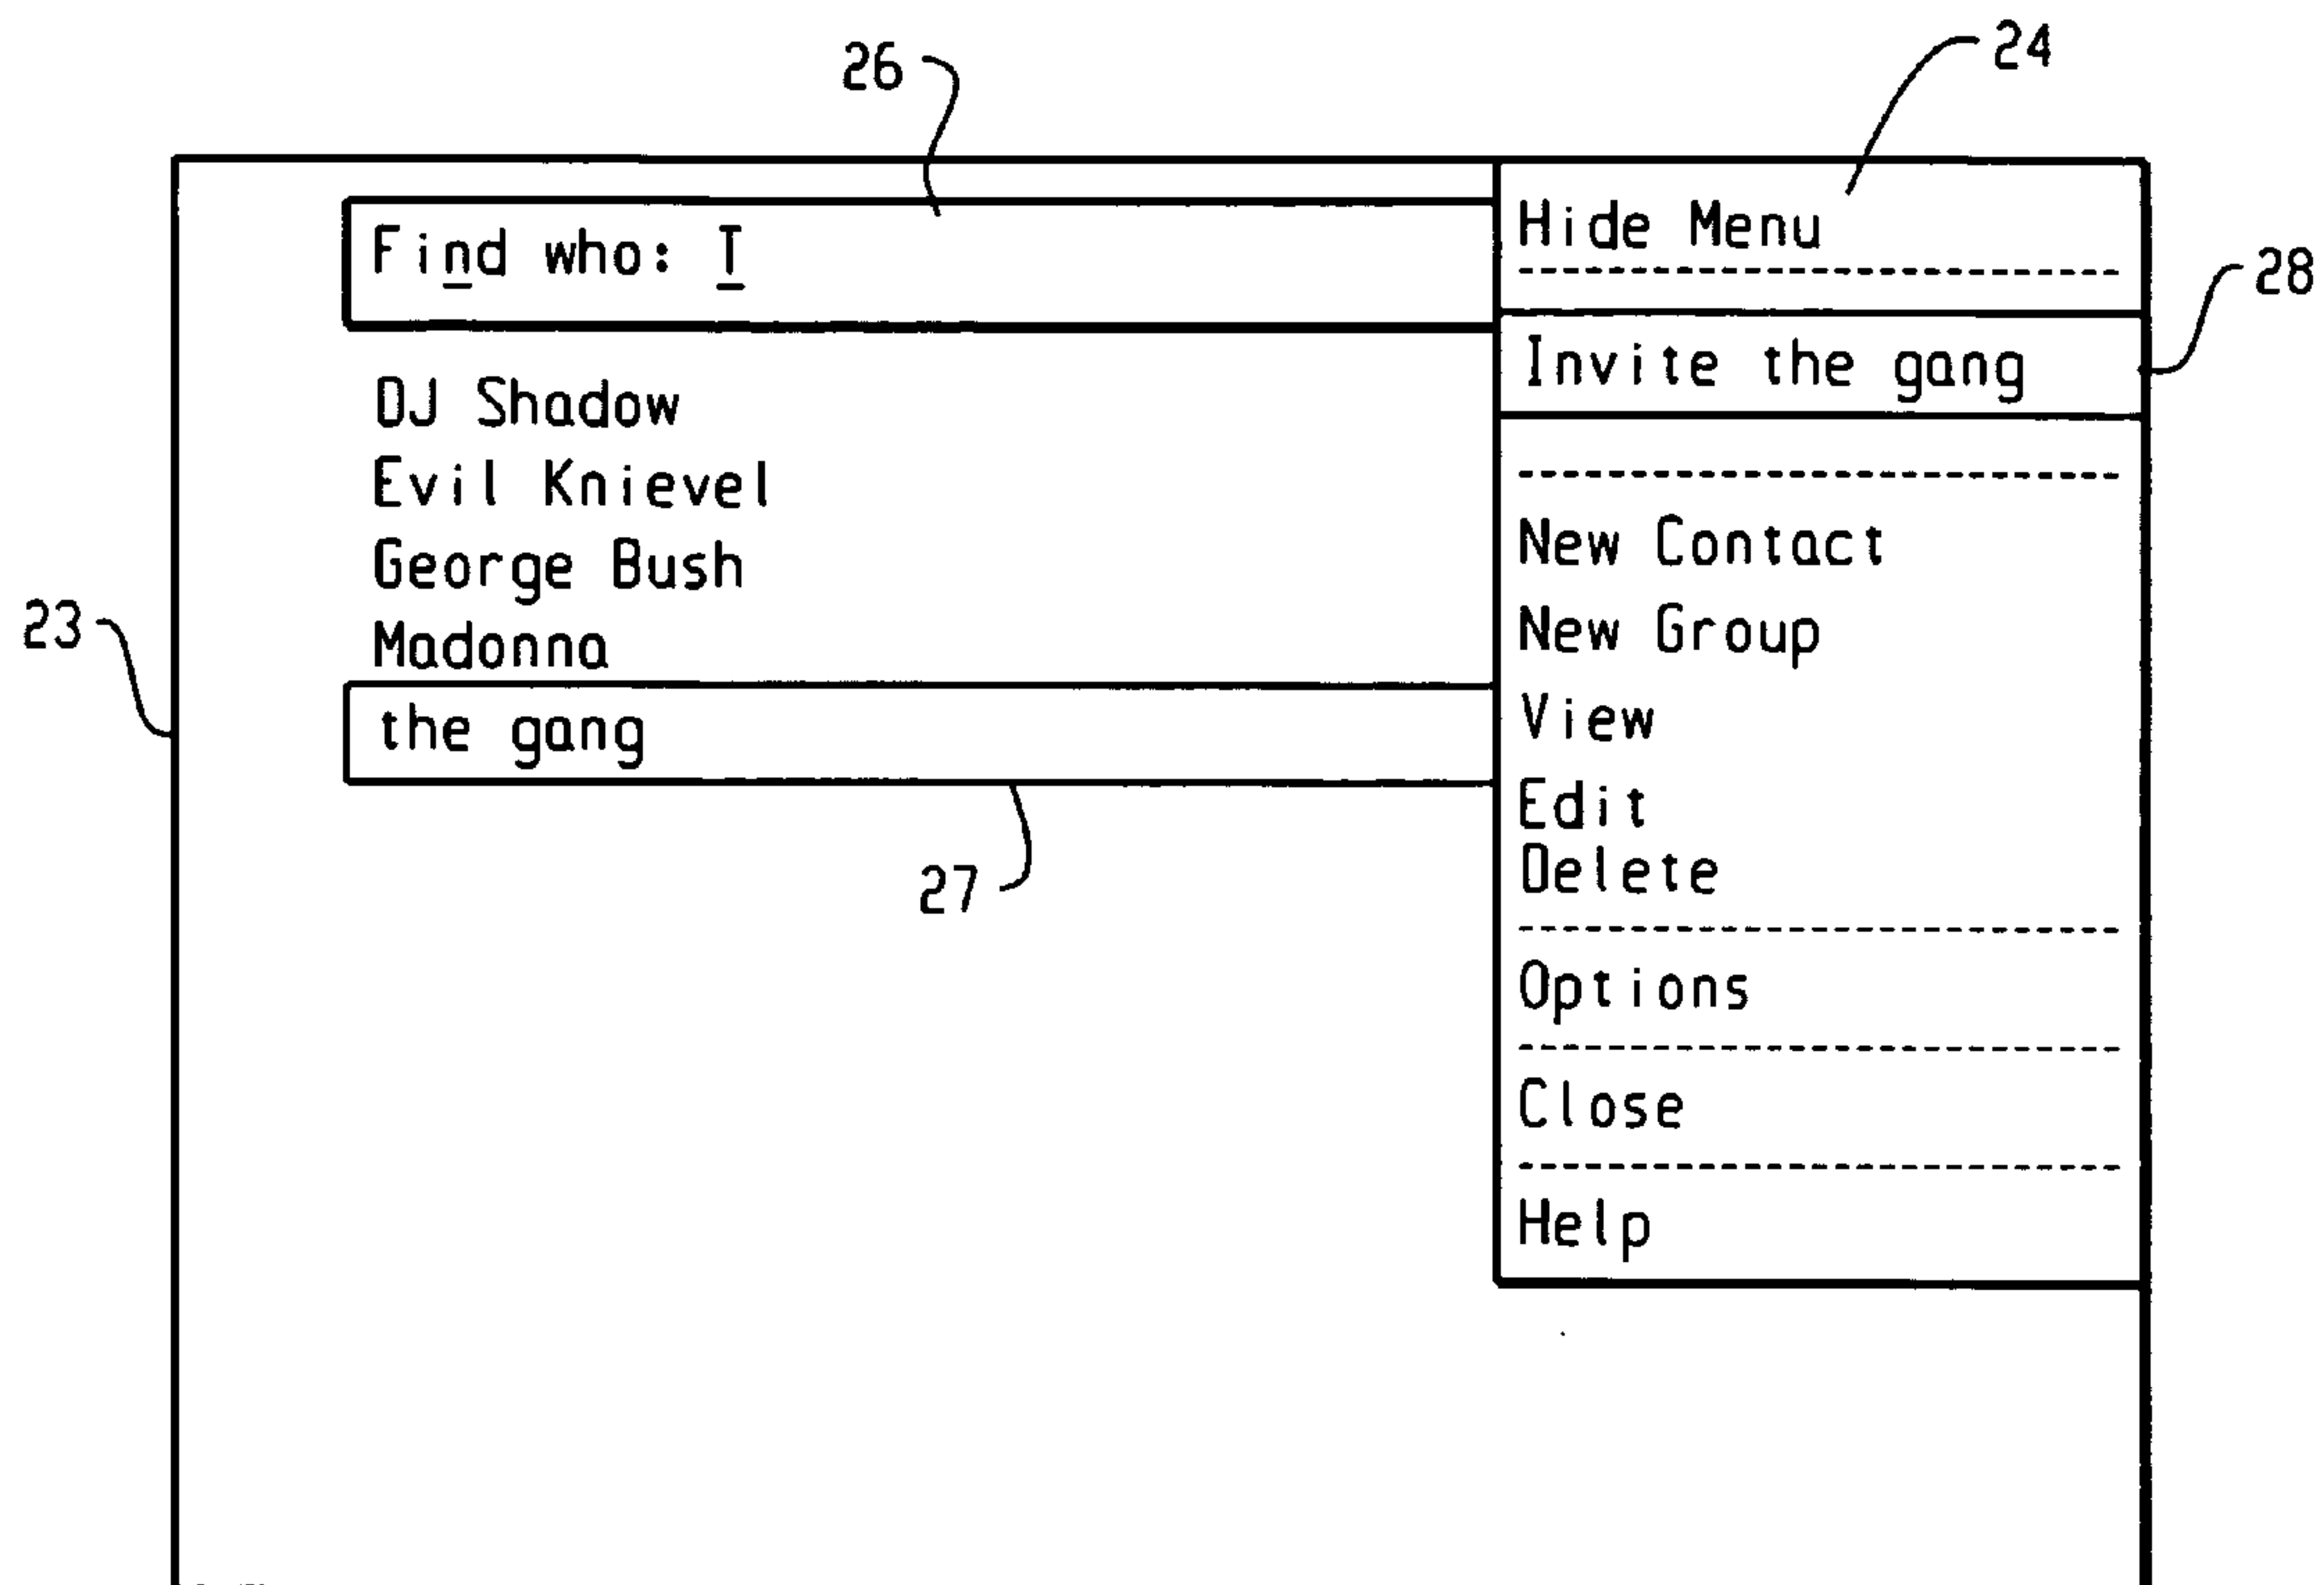 26
24
Find who: I
DJ Shadow
Evil Knievel
George Bush
Madonna
the gang
23
27
Hide Menu
Invite the gang
28
New Contact
New Group
View
Edit
Delete
Options
Close
Help